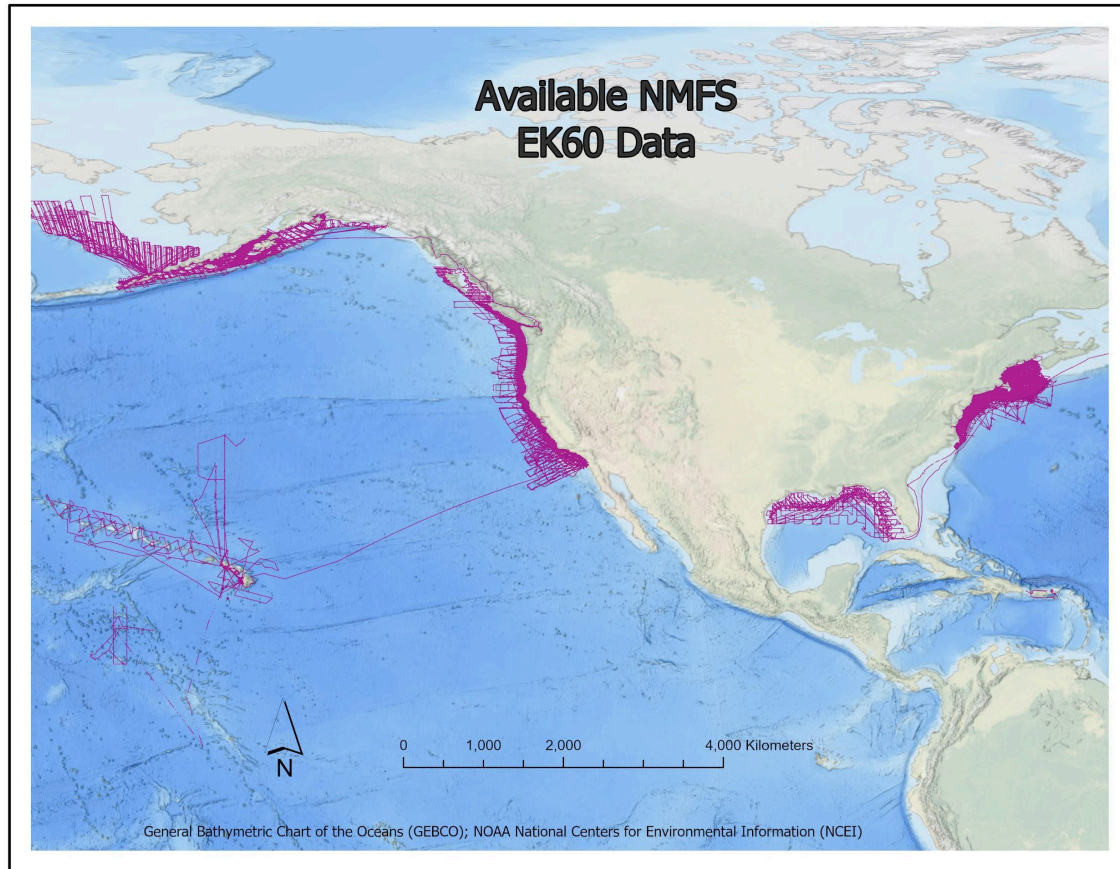 Available NMFS
EK60 Data
0 1,000 2,000 4,000 Kilometers
N
General Bathymetric Chart of the Oceans (GEBCO); NOAA National Centers for Environmental Information (NCEI)